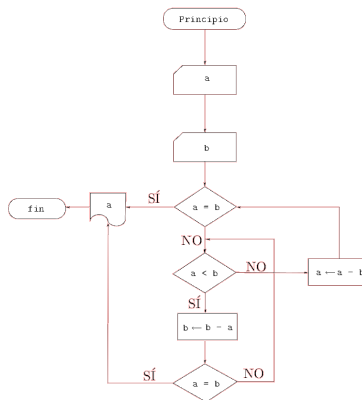 Principio
a
b
fin
a
SÍ
a = b
NO
a < b
NO
a ← a - b
SÍ
b ← b - a
SÍ
a = b
NO